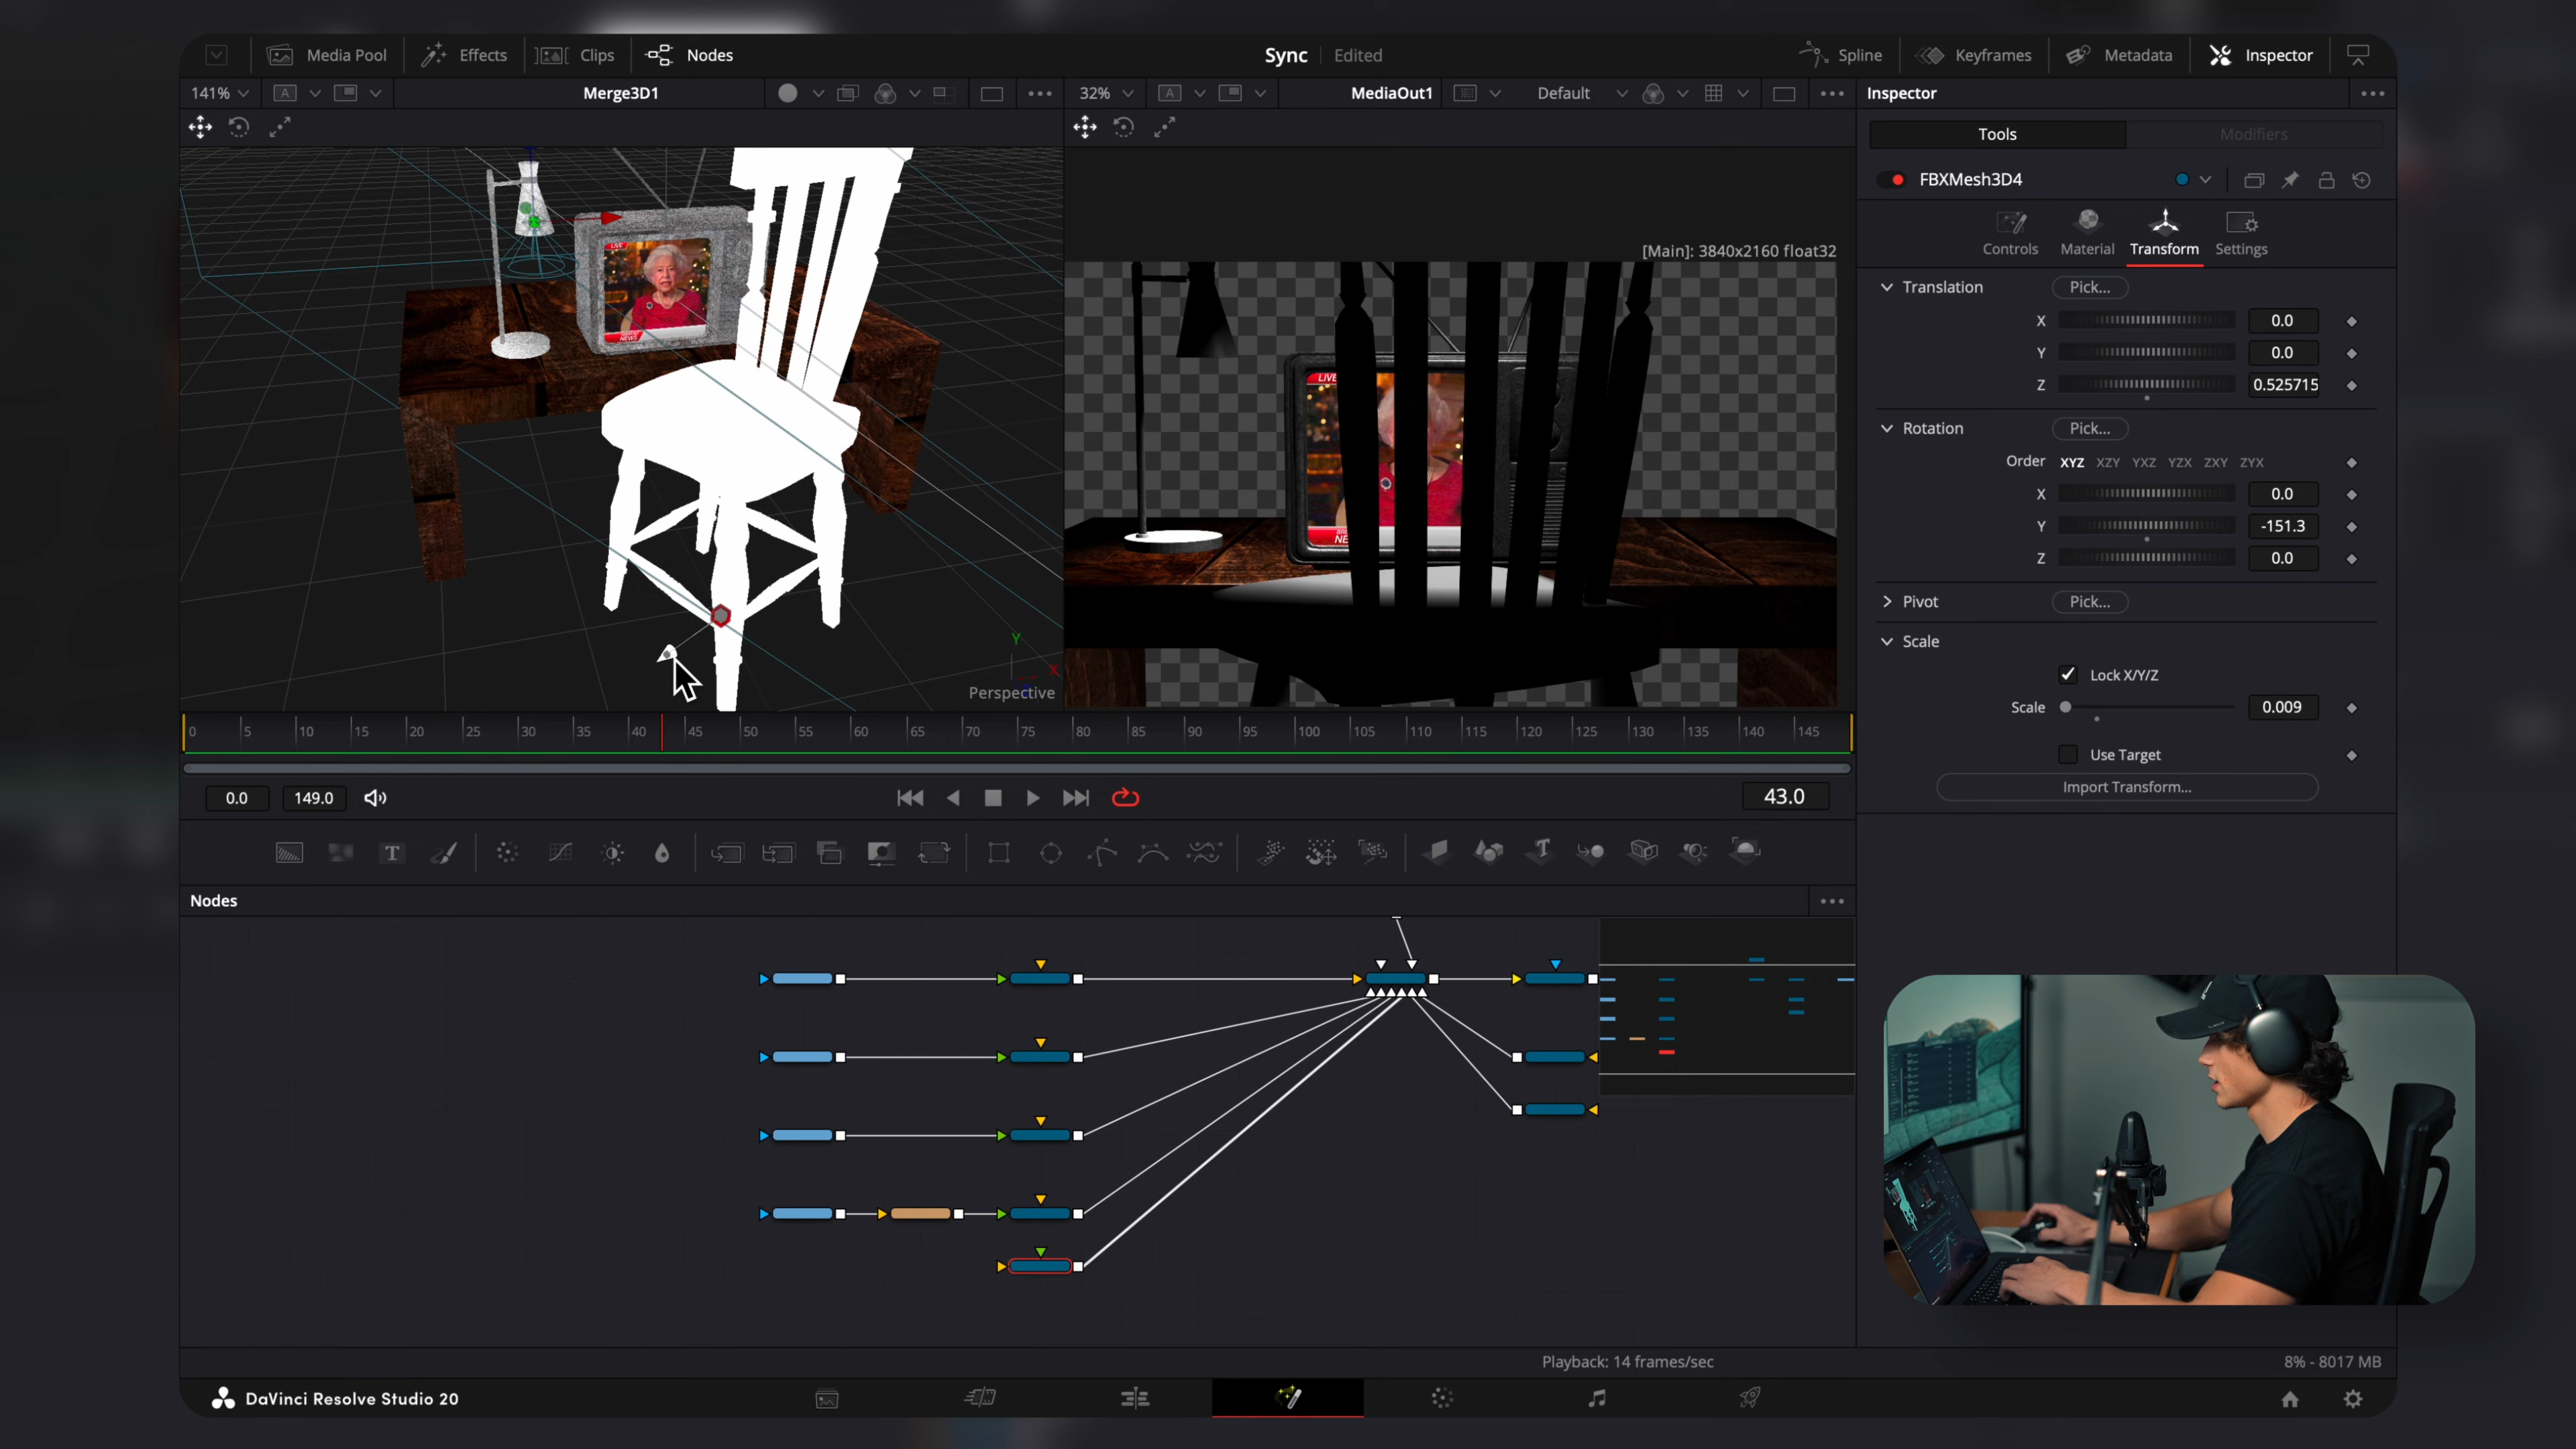 Media Pool Effects Clips Nodes Sync Edited Spline Keyframes Metadata Inspector
141% A Merge3D1 32% A MediaOut1 Default Inspector
Tools Modifiers
FBXMesh3D4
Controls Material Transform Settings
[Main]: 3840x2160 float32
Translation Pick...
X 0.0
Y 0.0
Z 0.525715
Rotation Pick...
Order XYZ XZY YXZ YZX ZXY ZYX
X 0.0
Y -151.3
Z 0.0
Pivot Pick...
Scale
Lock X/Y/Z
Scale 0.009
Use Target
Import Transform...
LIVE
NEWS
LIVE
NE
Y
X
Perspective
0 5 10 15 20 25 30 35 40 45 50 55 60 65 70 75 80 85 90 95 100 105 110 115 120 125 130 135 140 145
0.0 149.0 43.0
T T
Nodes
Playback: 14 frames/sec 8% - 8017 MB
DaVinci Resolve Studio 20